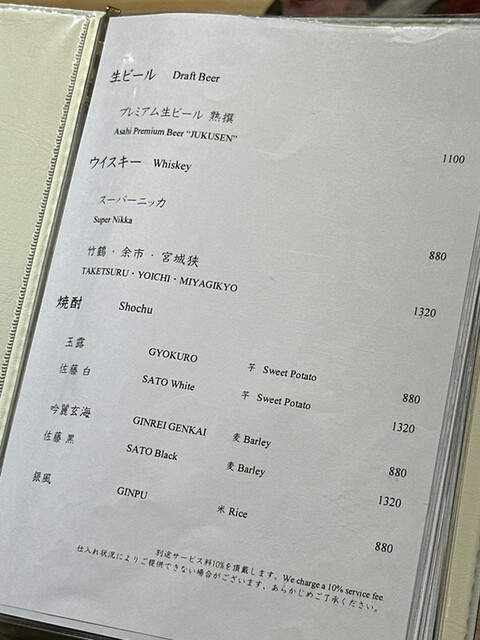 生ビール Draft Beer
プレミアム生ビール 熟撰
Asahi Premium Beer "JUKUSEN" 1100
ウイスキー Whiskey
スーパーニッカ
Super Nikka 880
竹鶴・余市・宮城狭
TAKETSURU・YOICHI・MIYAGIKYO 1320
焼酎 Shochu
玉露 GYOKURO 芋 Sweet Potato 880
佐藤 白 SATO White 芋 Sweet Potato 1320
吟麗玄海 GINREI GENKAI 麦 Barley 880
佐藤 黒 SATO Black 麦 Barley 1320
銀風 GINPU 米 Rice 880
別途サービス料10%を頂戴します。We charge a 10% service fee.
仕入れ状況によりご提供できない場合がございます、あらかじめご了承ください。